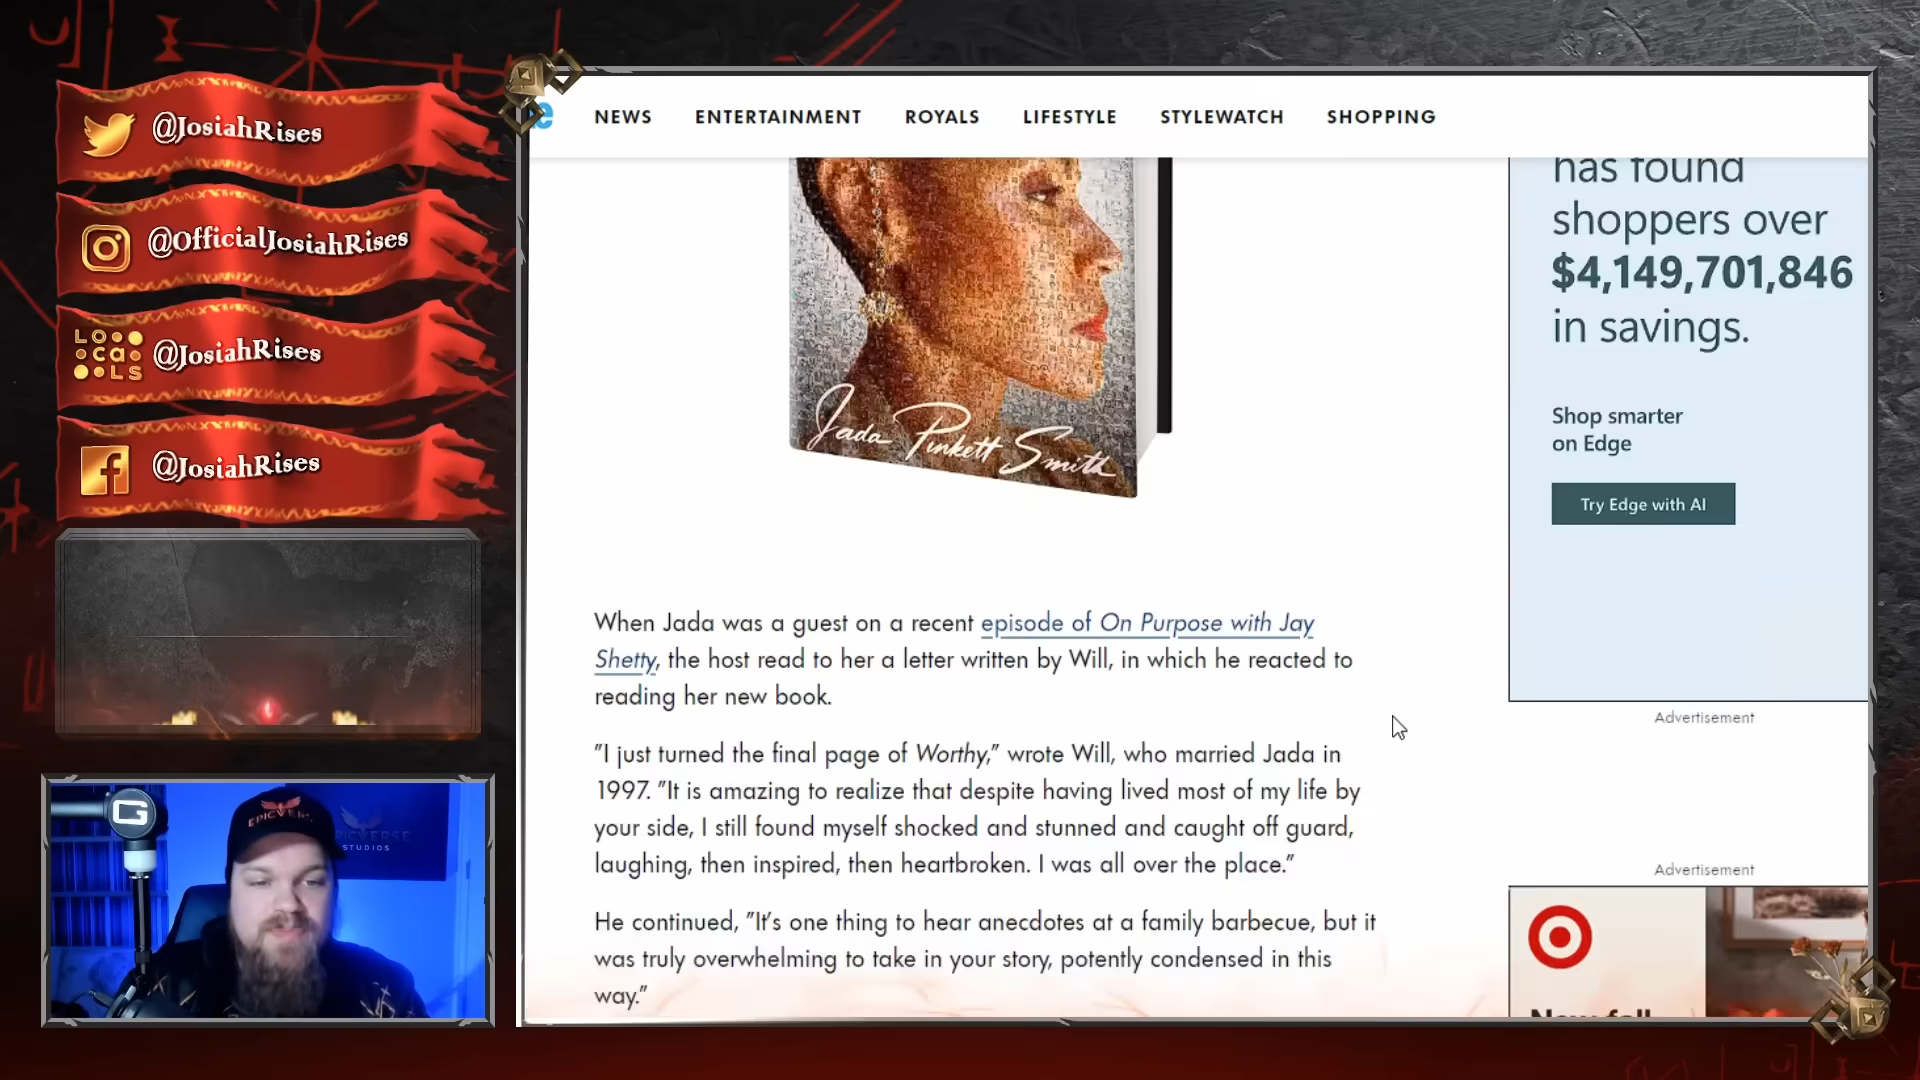 @JosiahRises
@OfficialJosiahRises
LOCALS
@JosiahRises
@JosiahRises
G
EPICVERSE
STUDIOS
e
NEWS ENTERTAINMENT ROYALS LIFESTYLE STYLEWATCH SHOPPING
Jada Pinkett Smith
When Jada was a guest on a recent episode of On Purpose with Jay
Shetty, the host read to her a letter written by Will, in which he reacted to
reading her new book.
"I just turned the final page of Worthy," wrote Will, who married Jada in
1997. "It is amazing to realize that despite having lived most of my life by
your side, I still found myself shocked and stunned and caught off guard,
laughing, then inspired, then heartbroken. I was all over the place."
He continued, "It's one thing to hear anecdotes at a family barbecue, but it
was truly overwhelming to take in your story, potently condensed in this
way."
has found
shoppers over
$4,149,701,846
in savings.
Shop smarter
on Edge
Try Edge with AI
Advertisement
Advertisement
New fall